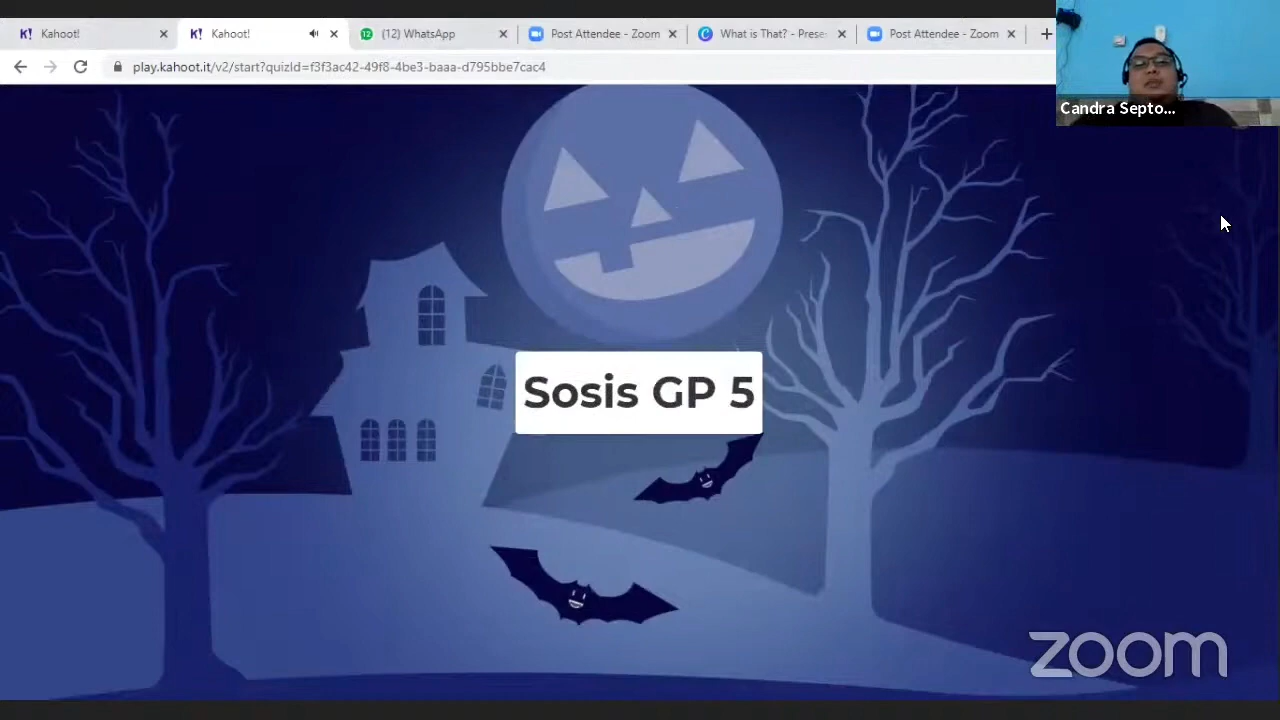 K! Kahoot!
K! Kahoot!
12 (12) WhatsApp
Post Attendee - Zoom
What is That? - Prese
Post Attendee - Zoom
play.kahoot.it/v2/start?quizId=f3f3ac42-49f8-4be3-baaa-d795bbe7cac4
Candra Septo...
Sosis GP 5
zoom